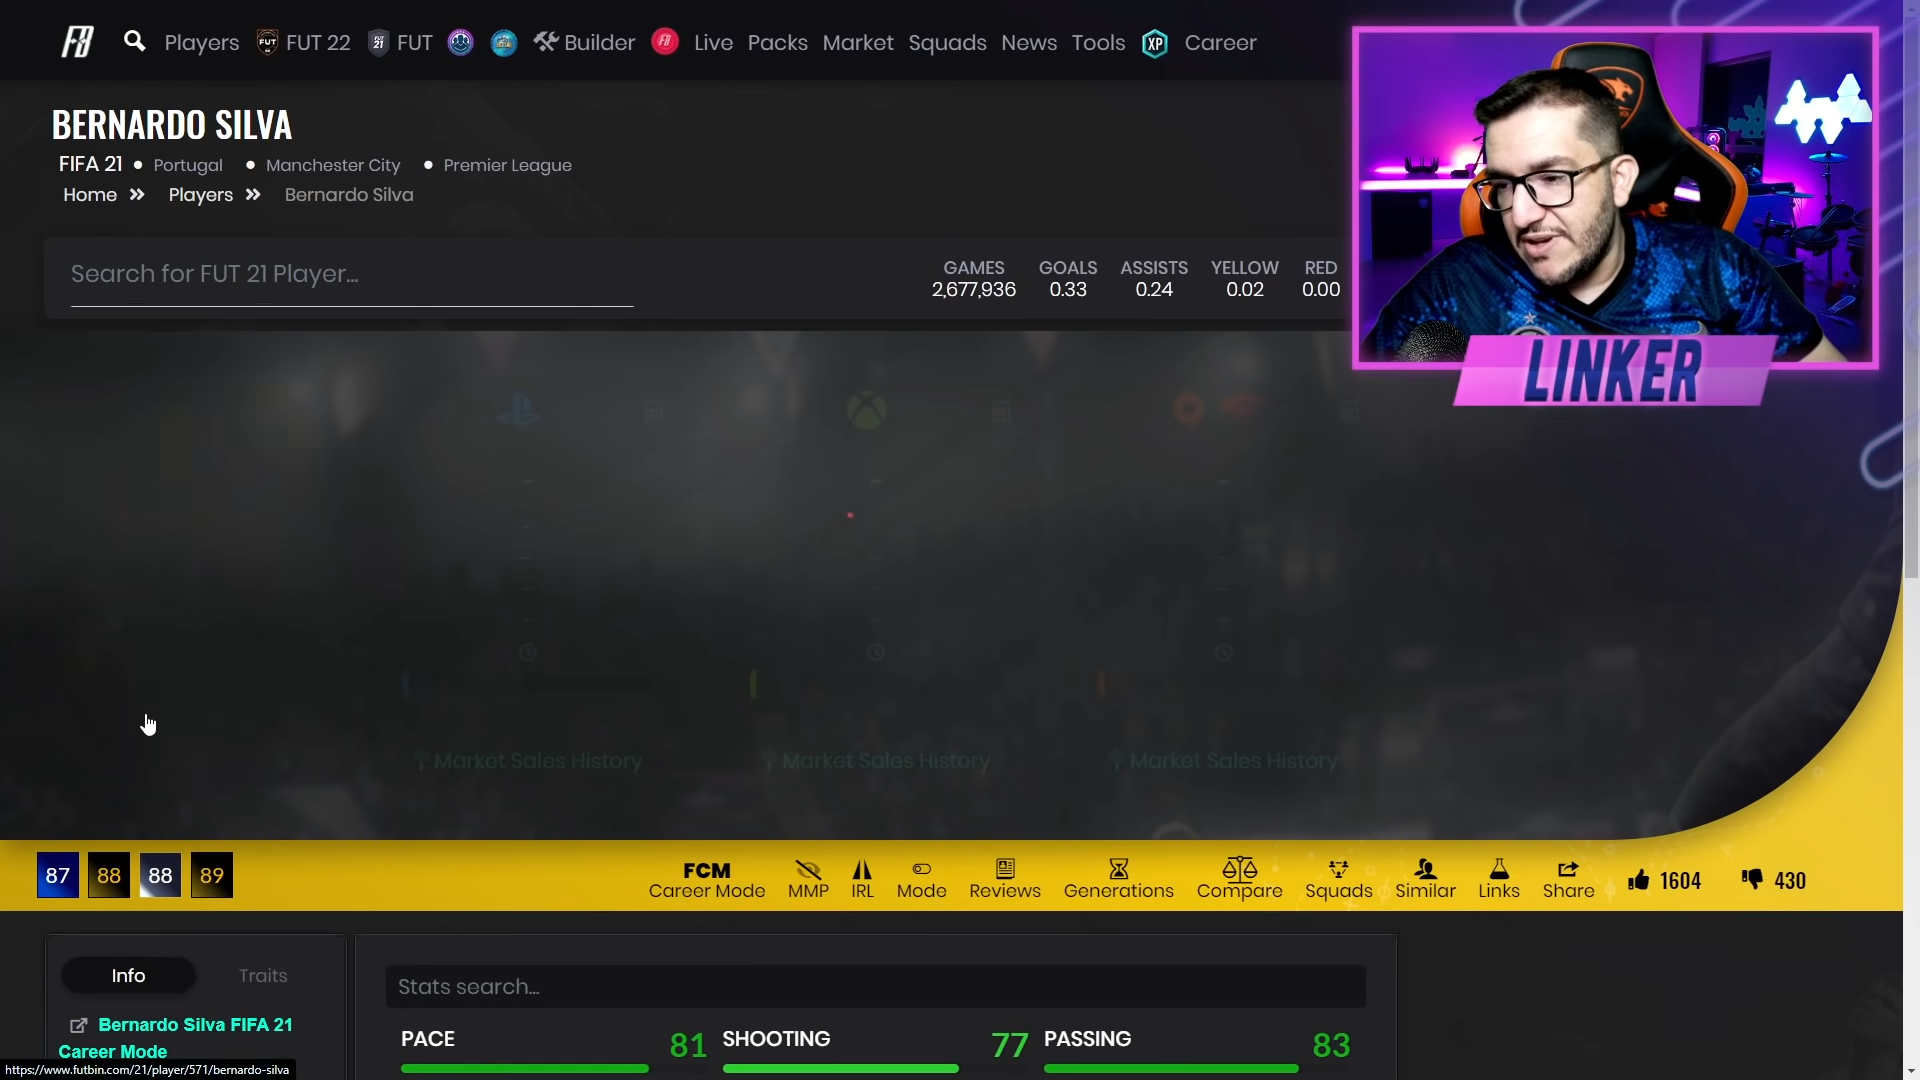 FB Players FUT 22 FUT Builder Live Packs Market Squads News Tools XP Career
BERNARDO SILVA
FIFA 21 • Portugal • Manchester City • Premier League
Home » Players » Bernardo Silva
Search for FUT 21 Player...
GAMES GOALS ASSISTS YELLOW RED
2,677,936 0.33 0.24 0.02 0.00
LINKER
Market Sales History Market Sales History Market Sales History
87 88 88 89
FCM
Career Mode MMP IRL Mode Reviews Generations Compare Squads Similar Links Share 1604 430
Info Traits
Stats search...
Bernardo Silva FIFA 21
Career Mode
PACE 81 SHOOTING 77 PASSING 83
https://www.futbin.com/21/player/571/bernardo-silva